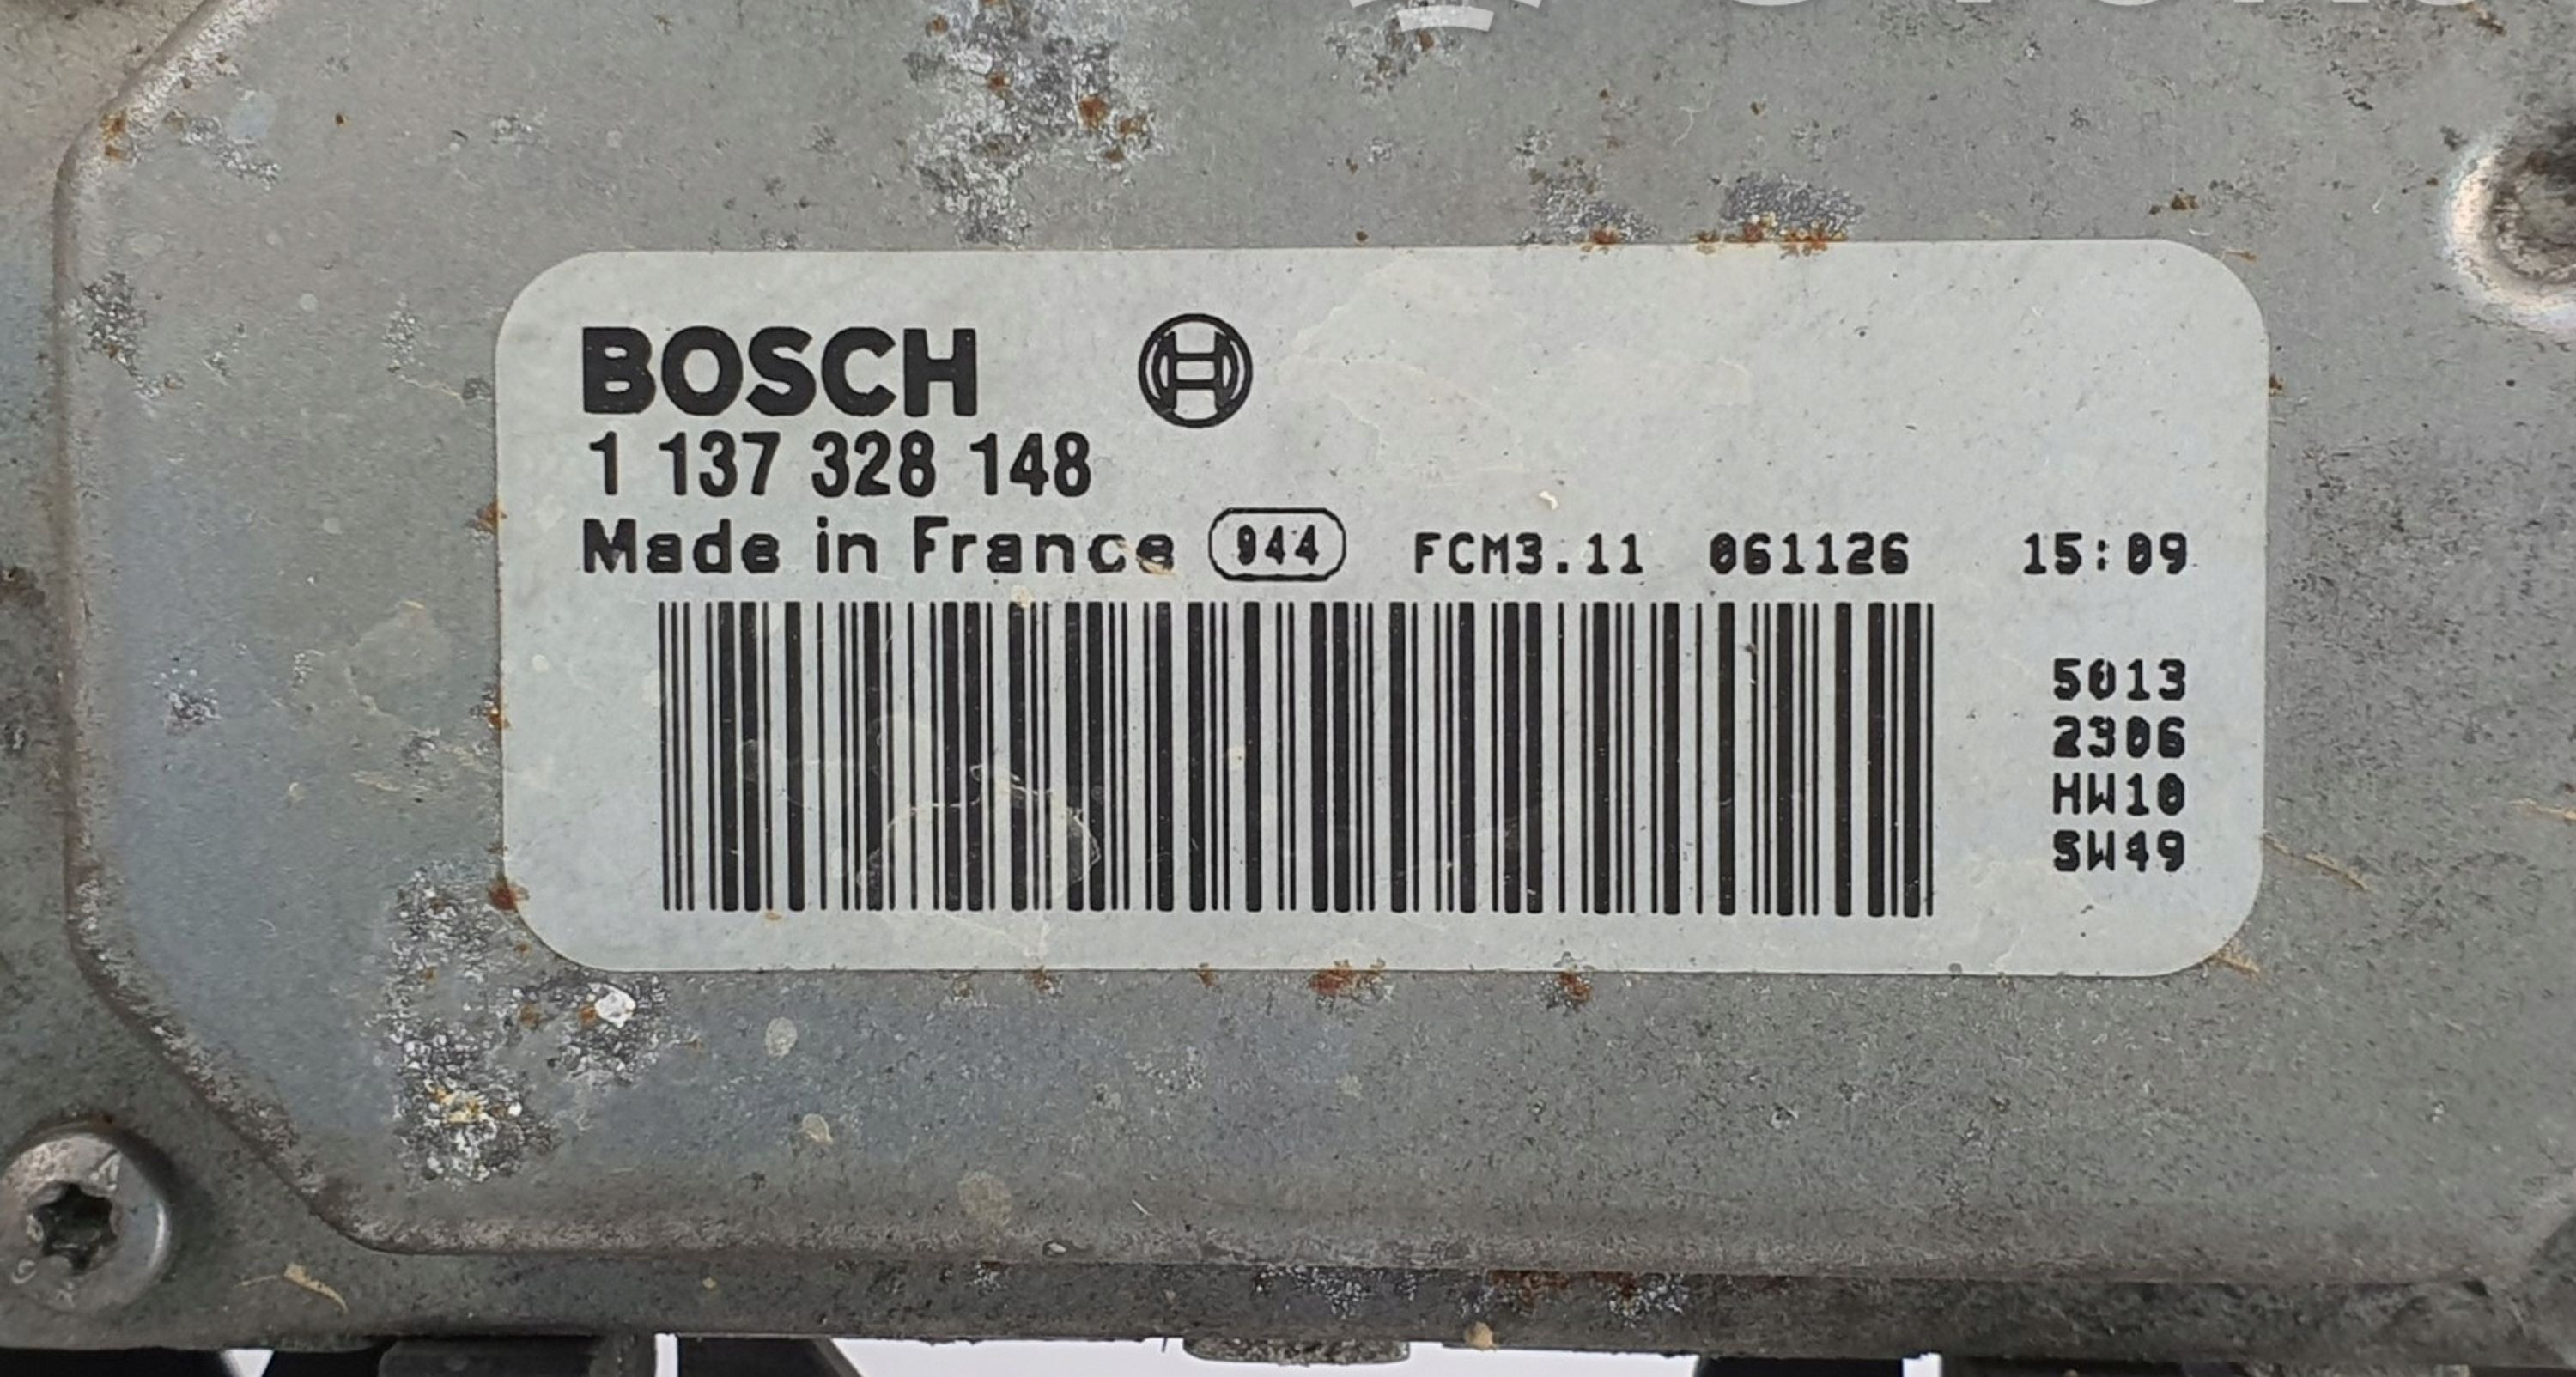 BOSCH
1 137 328 148
Made in France 944 FCM3.11 061126 15:09
5013
2306
HW10
SW49